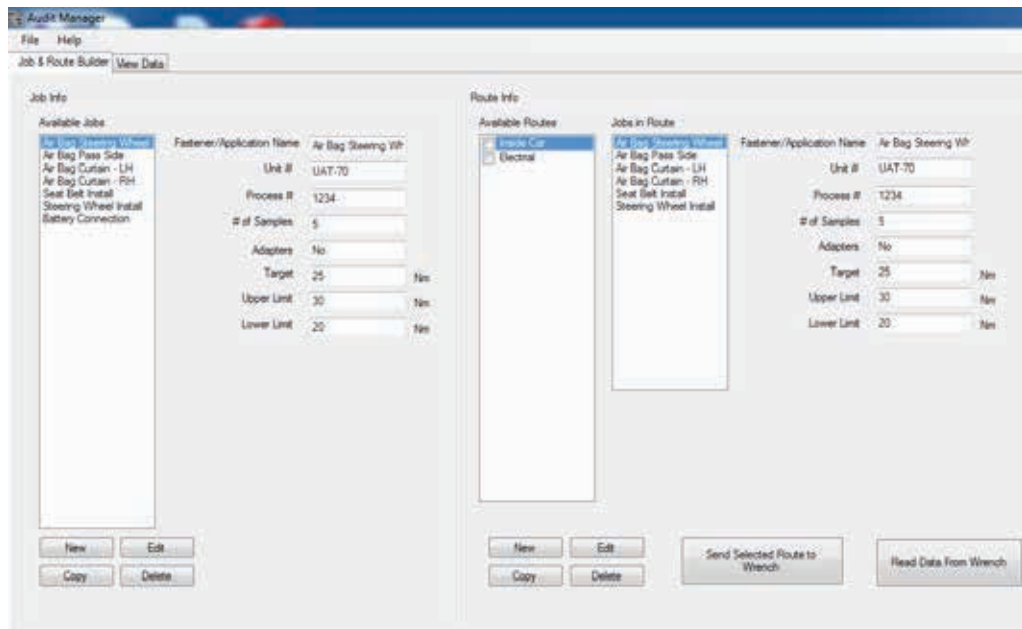 Audit Manager
File Help
Job & Route Builder View Data
Job Info
Available Jobs
Air Bag Steering Wheel
Air Bag Pass Side
Air Bag Curtain - LH
Air Bag Curtain - RH
Seat Belt Install
Steering Wheel Install
Battery Connection
Fastener/Application Name Air Bag Steering Wh
Unit # UAT-70
Process # 1234
# of Samples 5
Adapters No
Target 25 Nm
Upper Limit 30 Nm
Lower Limit 20 Nm
New Edit
Copy Delete
Route Info
Available Routes
Inside Car
Electrical
Jobs in Route
Air Bag Steering Wheel
Air Bag Pass Side
Air Bag Curtain - LH
Air Bag Curtain - RH
Seat Belt Install
Steering Wheel Install
Fastener/Application Name Air Bag Steering Wh
Unit # UAT-70
Process # 1234
# of Samples 5
Adapters No
Target 25 Nm
Upper Limit 30 Nm
Lower Limit 20 Nm
New Edit
Copy Delete
Send Selected Route to
Wrench
Read Data From Wrench